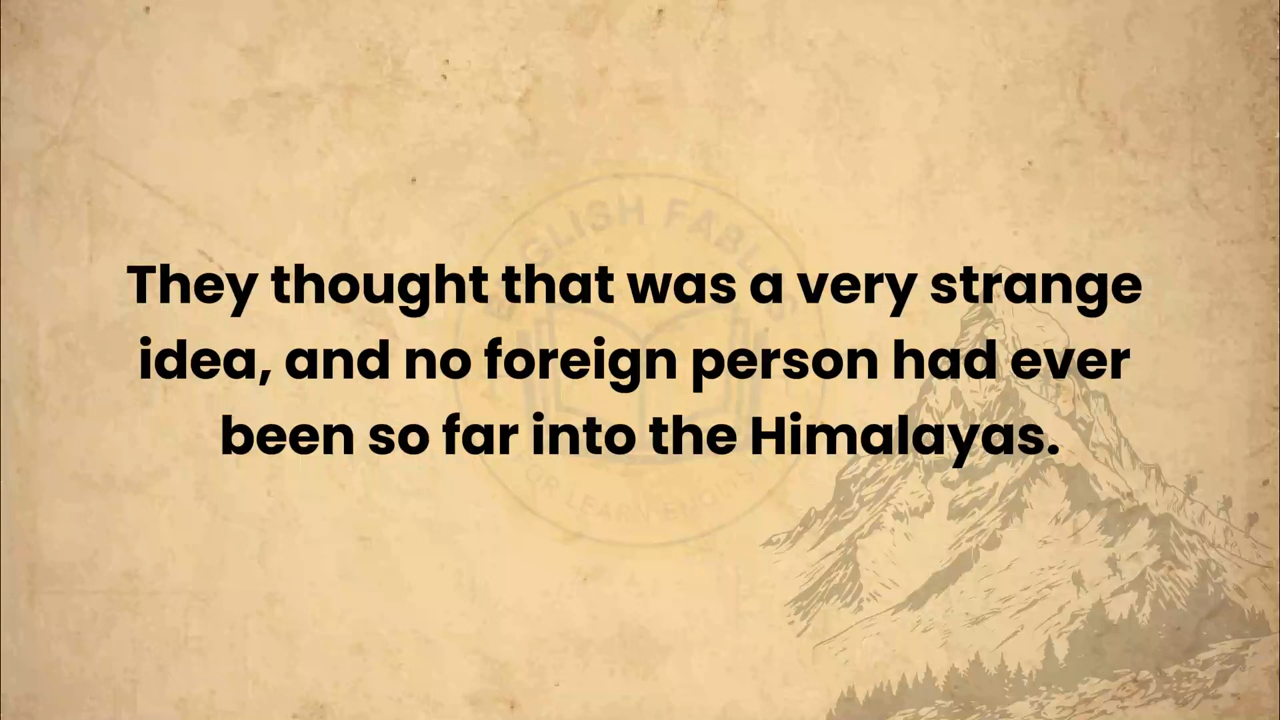 They thought that was a very strange
idea, and no foreign person had ever
been so far into the Himalayas.